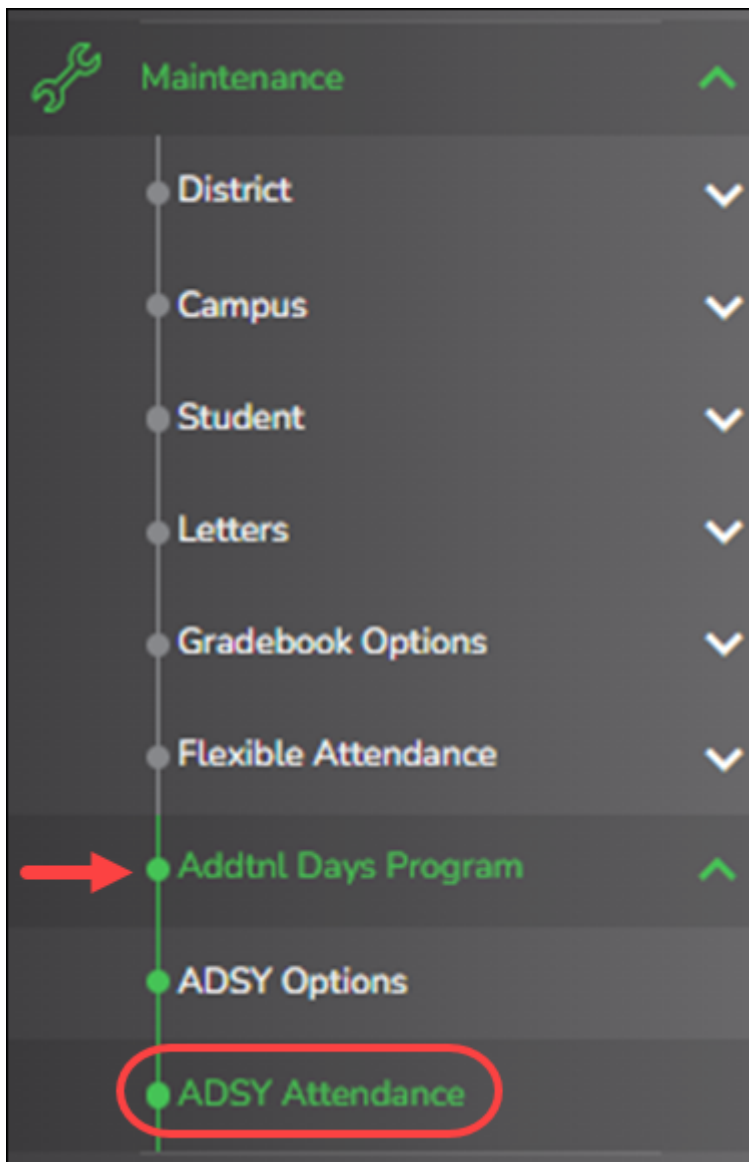 Maintenance
District
Campus
Student
Letters
Gradebook Options
Flexible Attendance
Addtnl Days Program
ADSY Options
ADSY Attendance